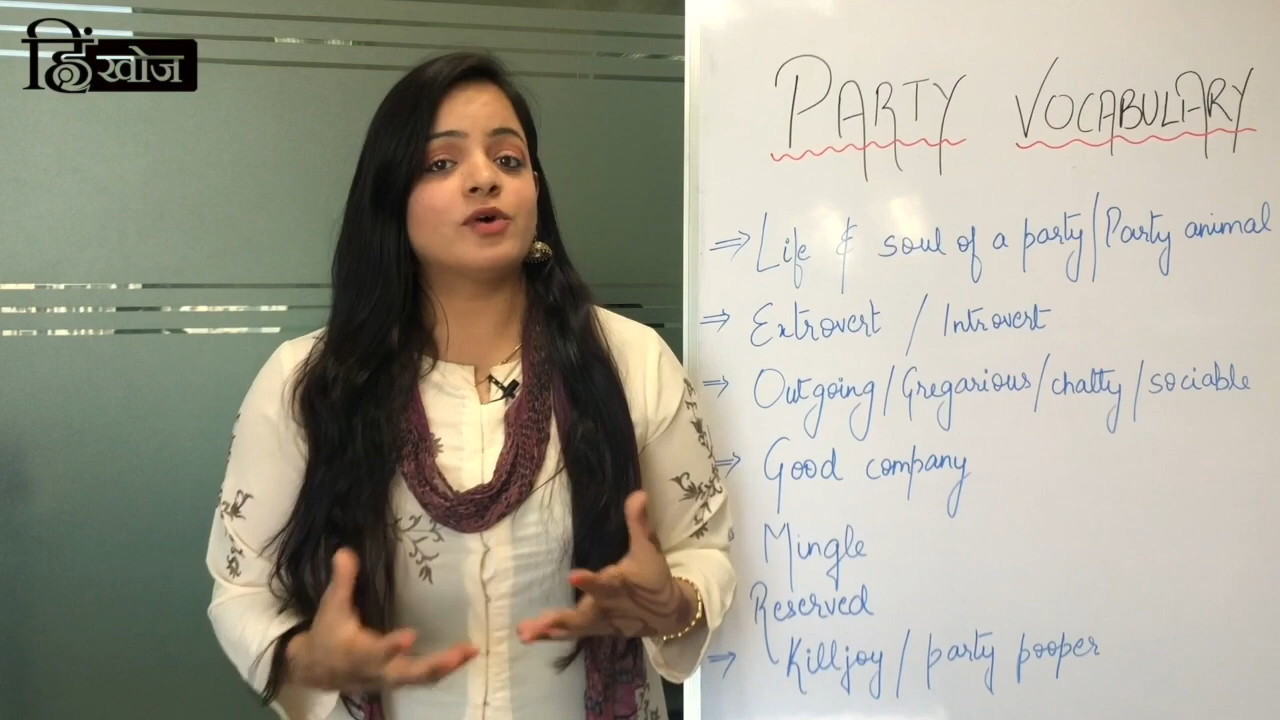 हिंखोज
PARTY VOCABULARY
⇒ Life & soul of a party/Party animal
⇒ Extrovert / Introvert
⇒ Outgoing/Gregarious/chatty/sociable
⇒ Good company
Mingle
Reserved
⇒ Killjoy / party pooper